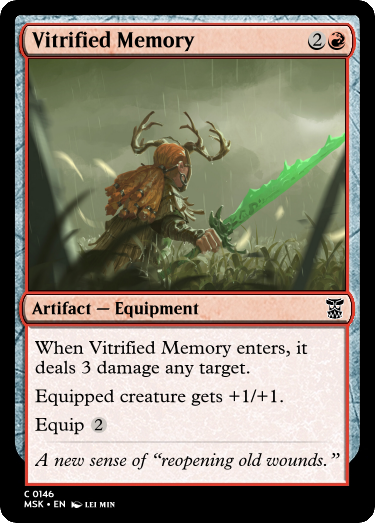 Vitrified Memory 2
Artifact — Equipment
When Vitrified Memory enters, it
deals 3 damage any target.
Equipped creature gets +1/+1.
Equip 2
A new sense of “reopening old wounds.”
C 0146
MSK • EN LEI MIN